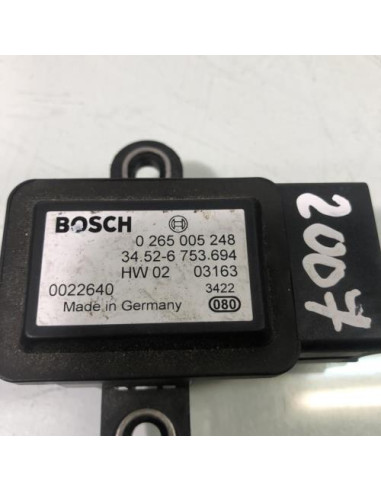 BOSCH
0 265 005 248
34.52-6 753.694
HW 02 03163
0022640 3422
Made in Germany 080
2007